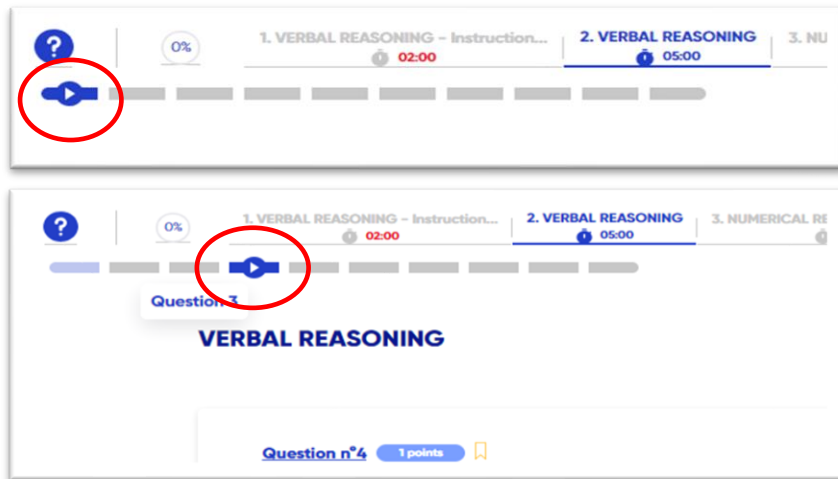 ?
0%
1. VERBAL REASONING - Instruction...
02:00
2. VERBAL REASONING
05:00
3. NU
?
0%
1. VERBAL REASONING - Instruction...
02:00
2. VERBAL REASONING
05:00
3. NUMERICAL RE
Question 3
VERBAL REASONING
Question n°4 1 points